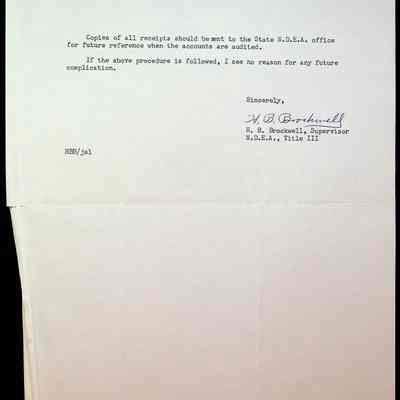 Copies of all receipts should be sent to the State N.D.E.A. office
for future reference when the accounts are audited.
If the above procedure is followed, I see no reason for any future
complication.
Sincerely,
H. B. Brockwell
H. B. Brockwell, Supervisor
N.D.E.A., Title III
HBB/jal